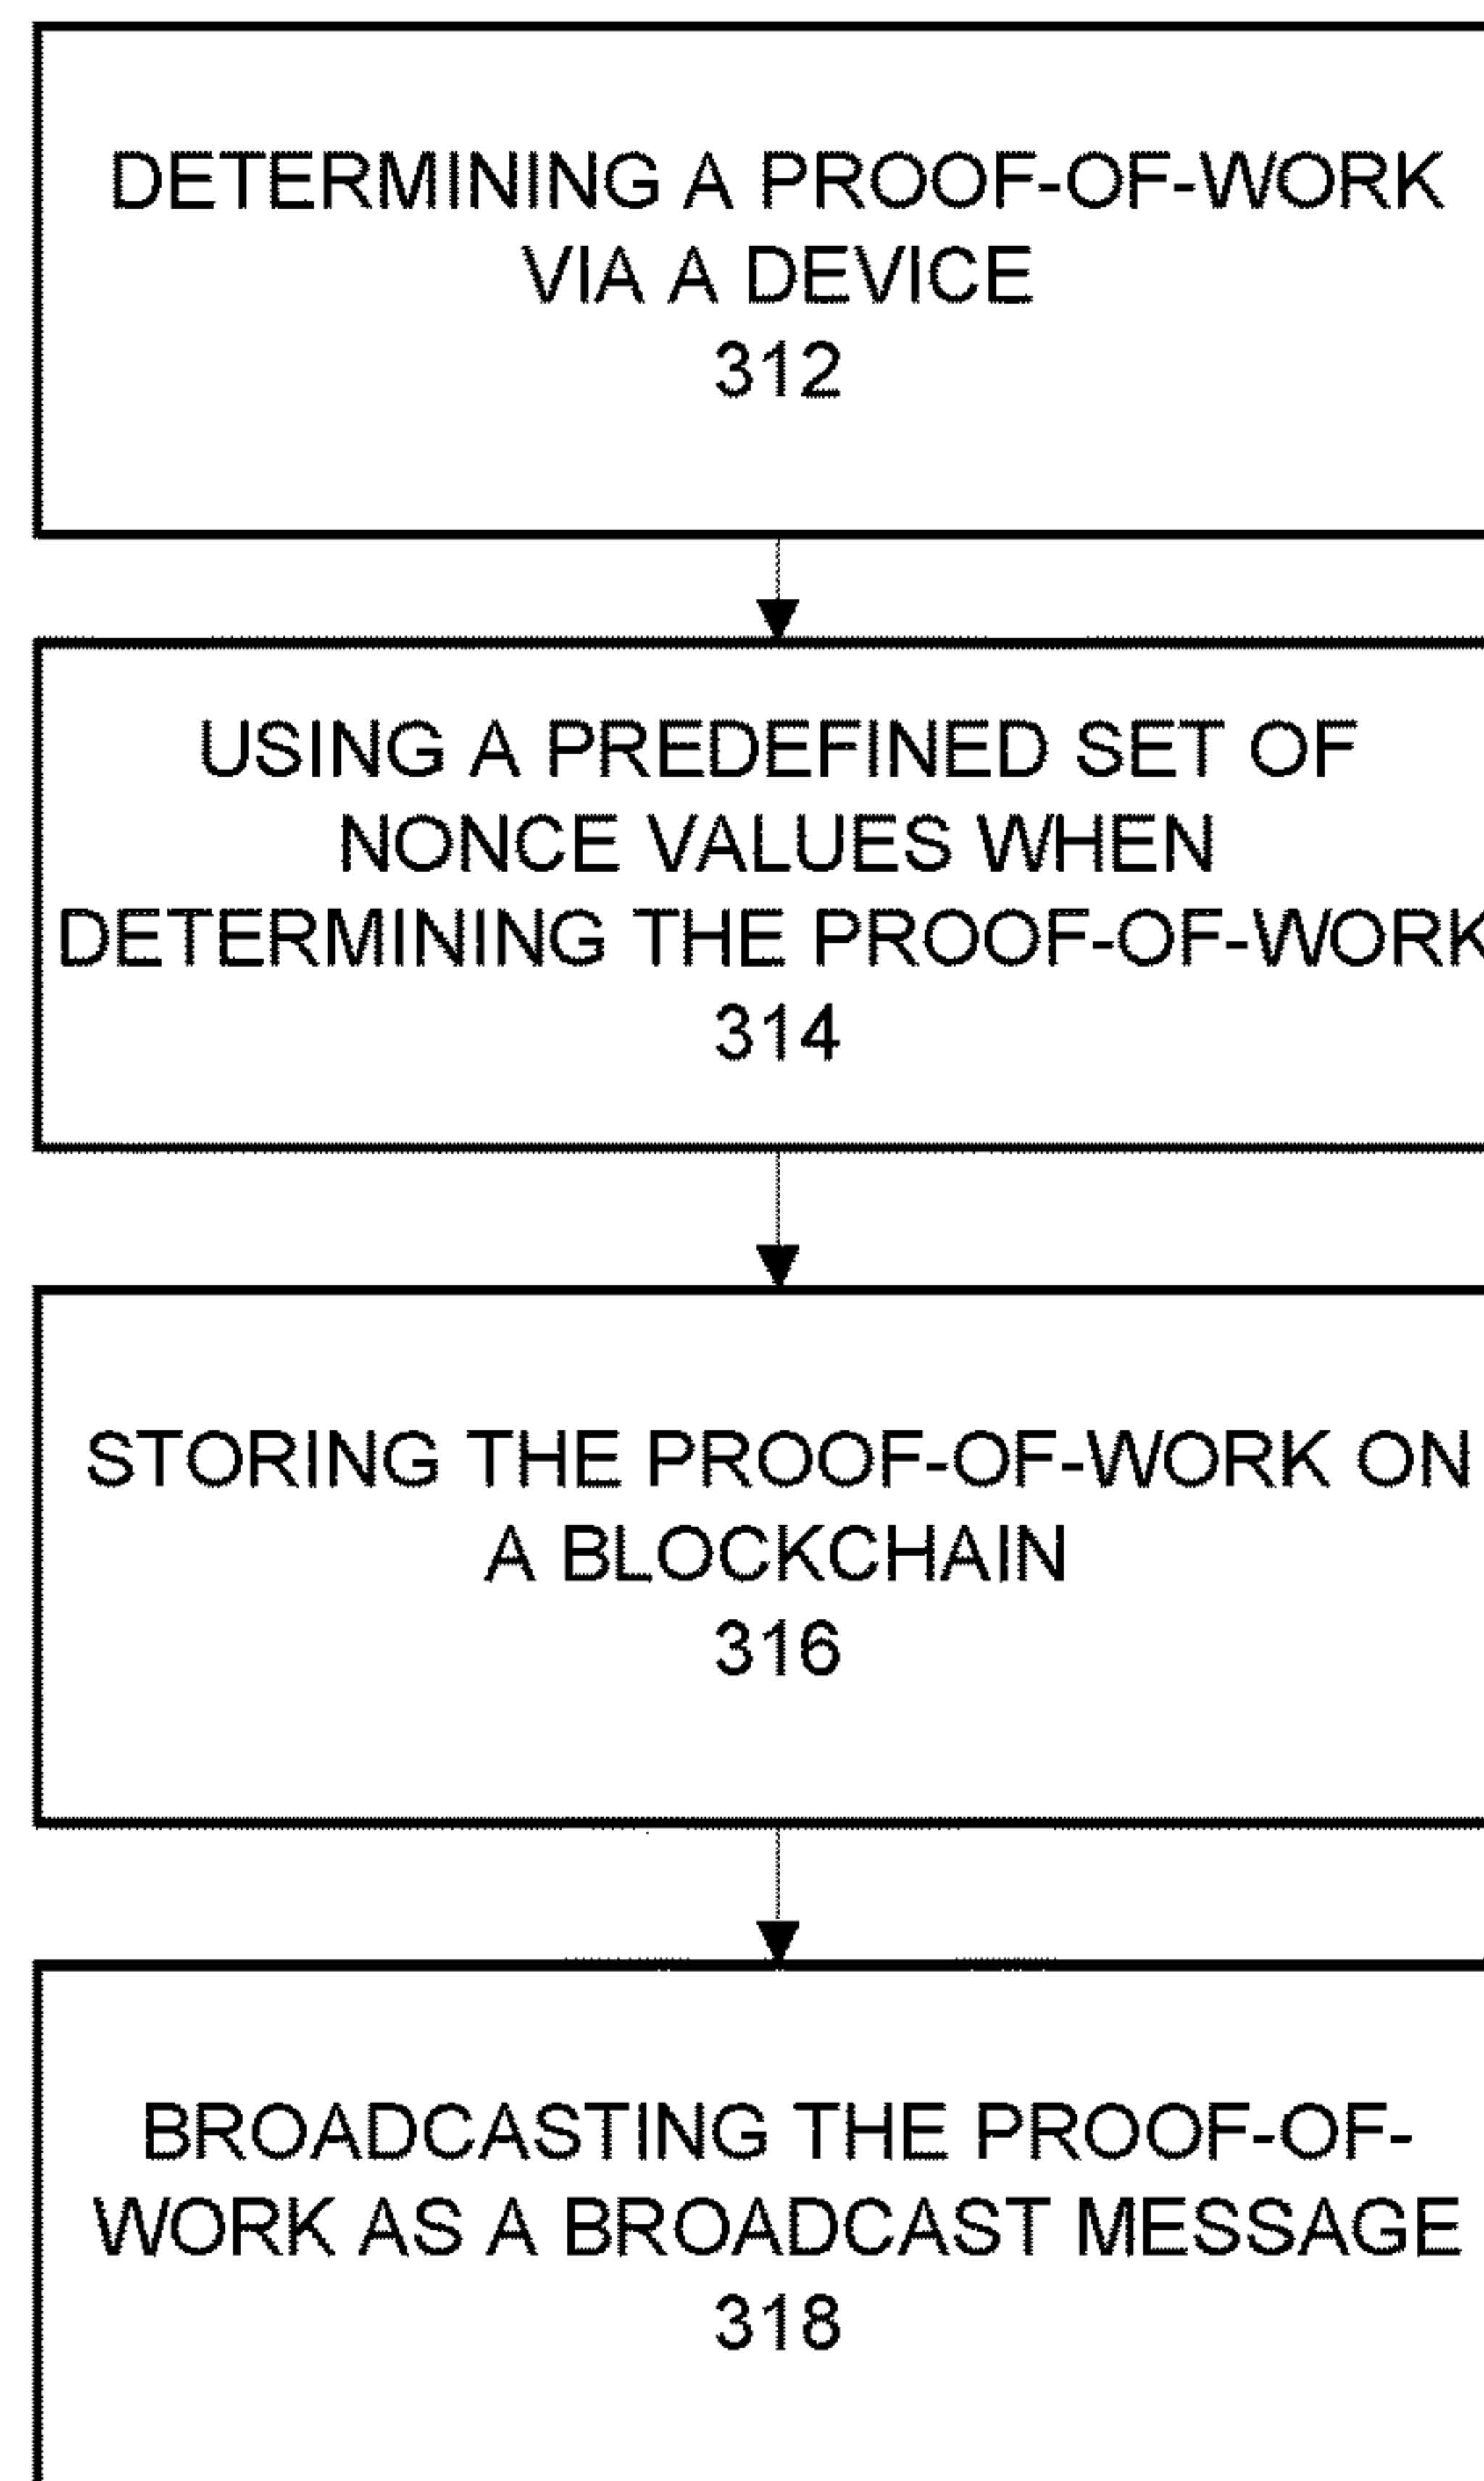 DETERMINING A PROOF-OF-WORK
VIA A DEVICE
312
USING A PREDEFINED SET OF
NONCE VALUES WHEN
DETERMINING THE PROOF-OF-WORK
314
STORING THE PROOF-OF-WORK ON
A BLOCKCHAIN
316
BROADCASTING THE PROOF-OF-
WORK AS A BROADCAST MESSAGE
318